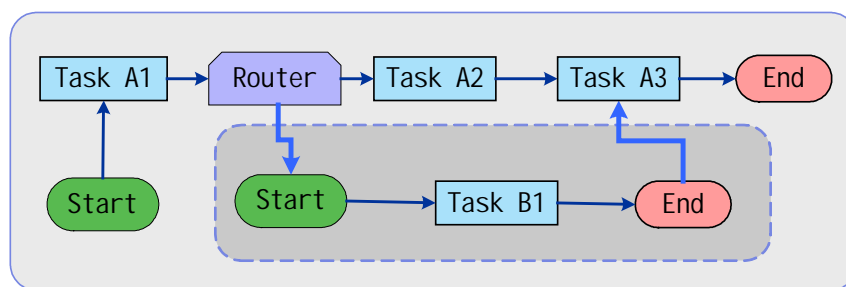 Task A1
Router
Task A2
Task A3
End
Start
Start
Task B1
End